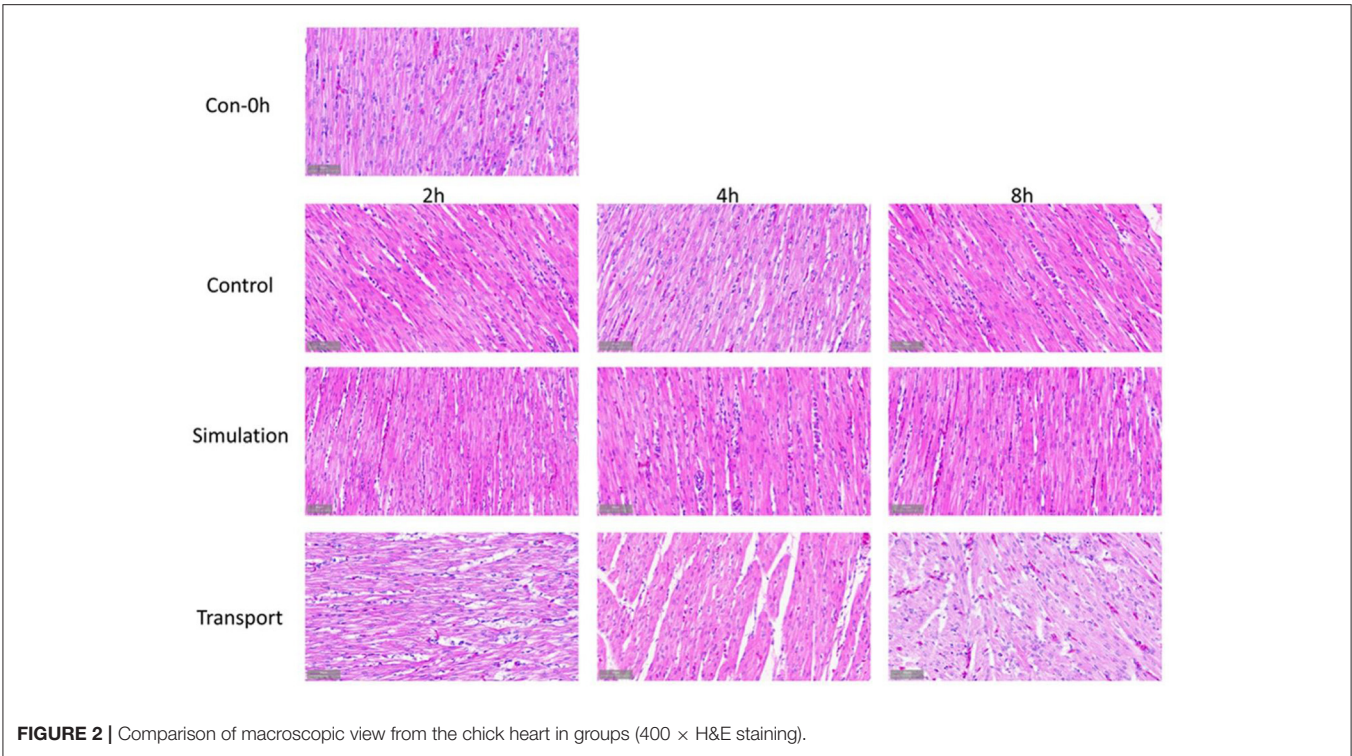 Con-0h
2h 4h 8h
Control
Simulation
Transport
FIGURE 2 | Comparison of macroscopic view from the chick heart in groups (400 × H&E staining).